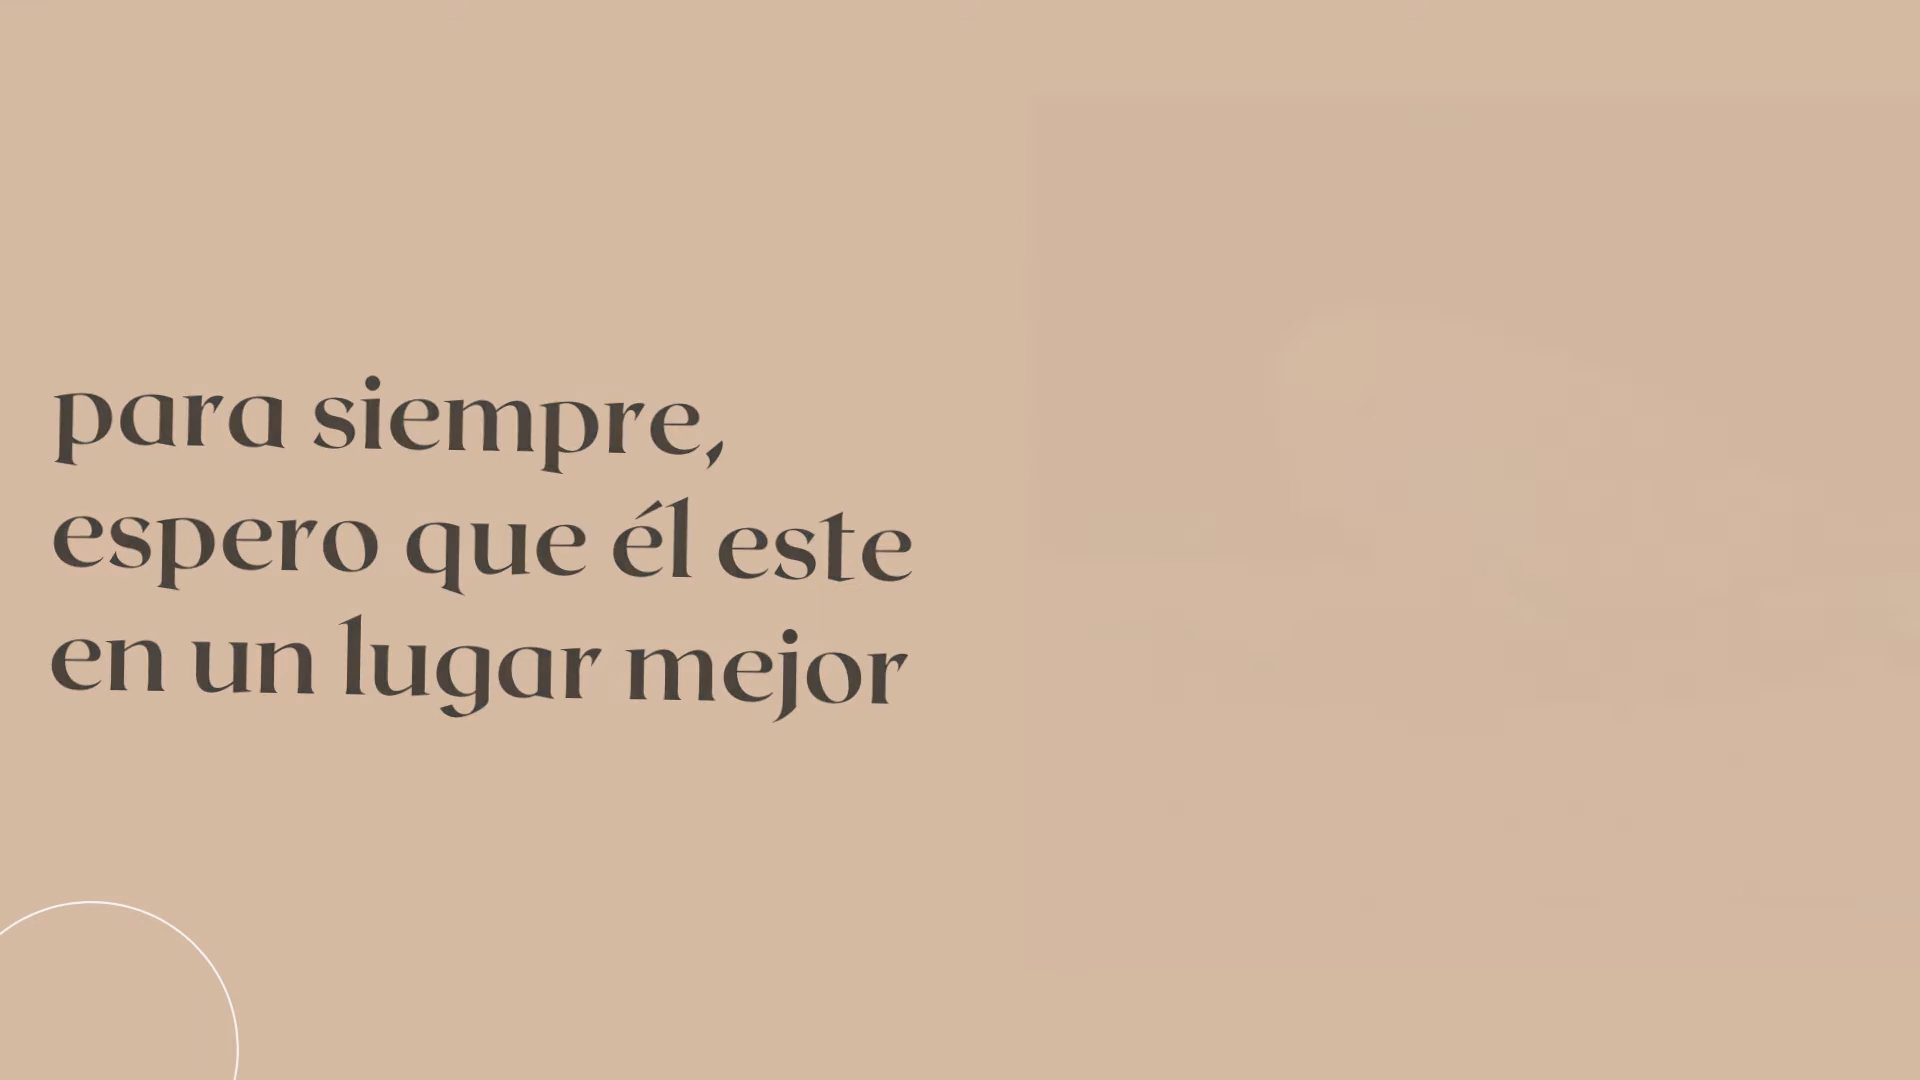 para siempre,
espero que él este
en un lugar mejor